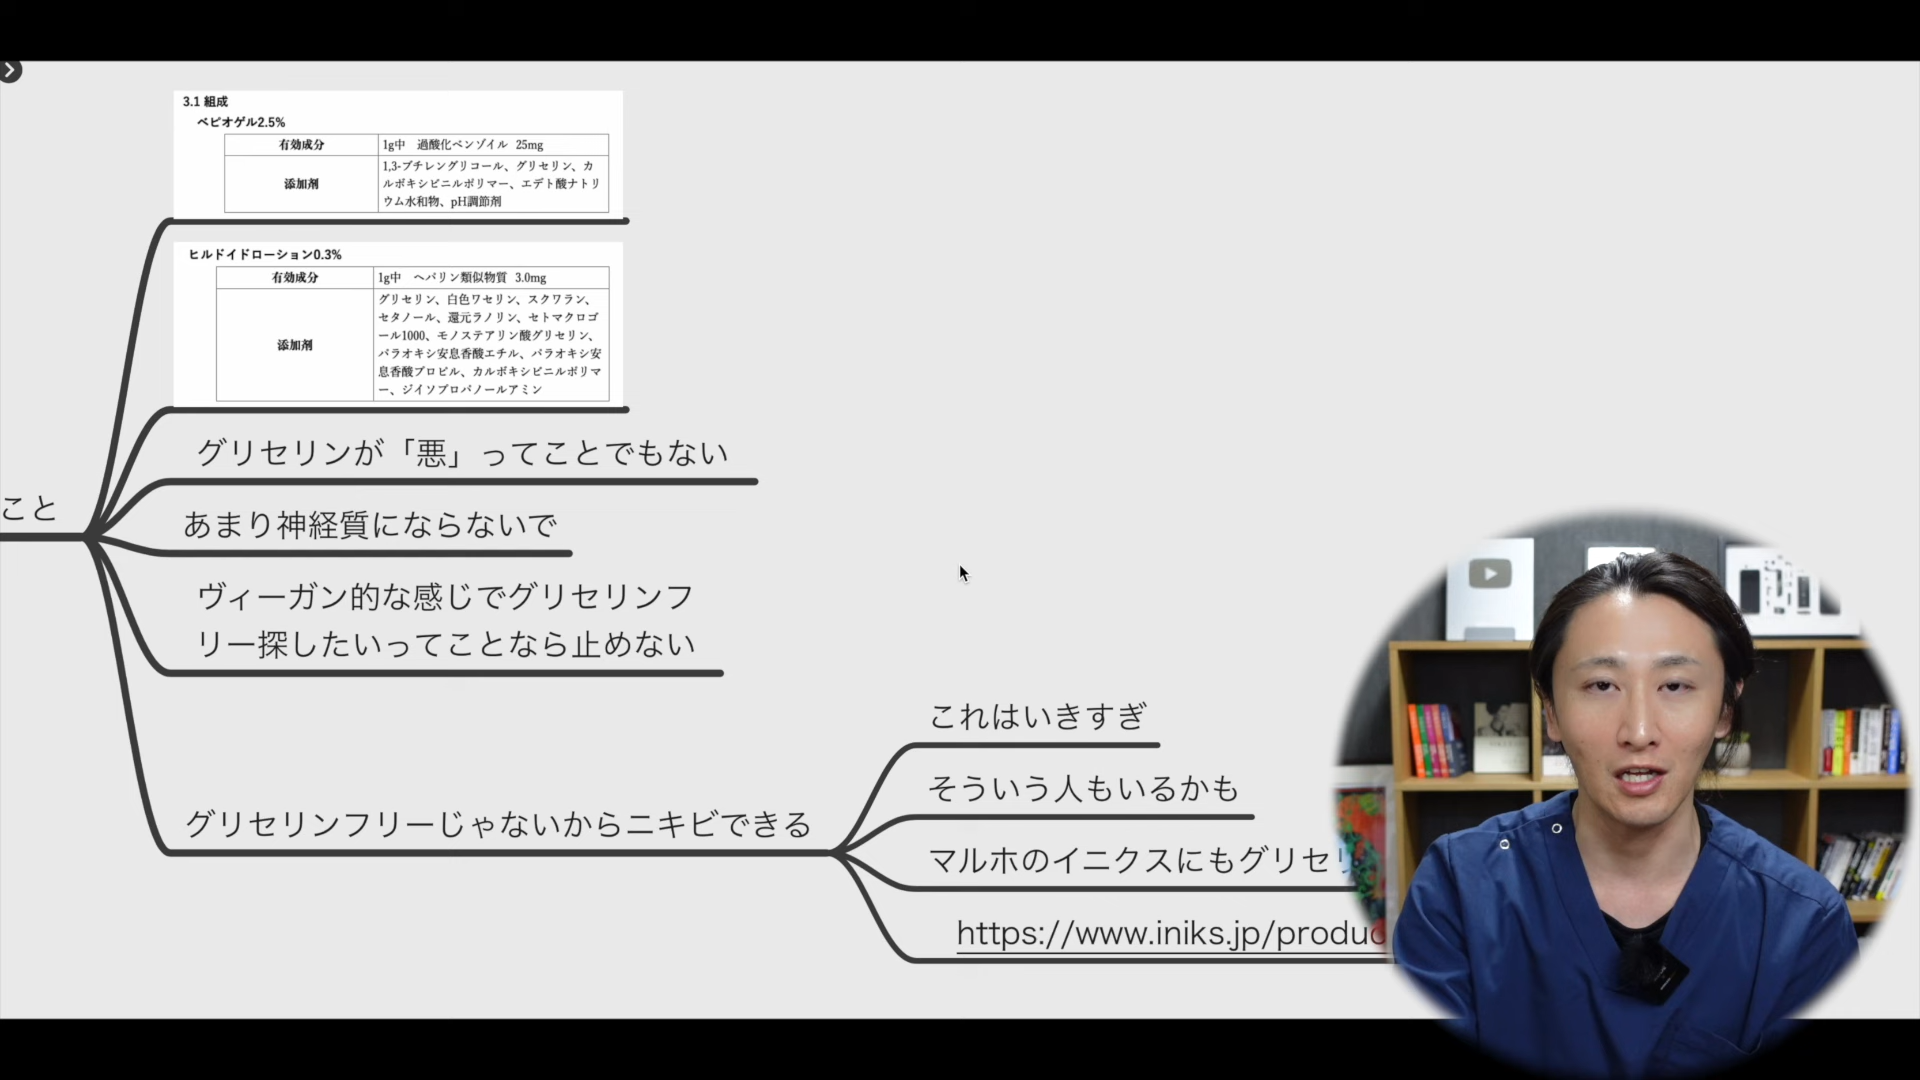 3.1 組成
ベピオゲル2.5%
有効成分
1g中 過酸化ベンゾイル 25mg
添加剤
1,3-ブチレングリコール、グリセリン、カ
ルボキシビニルポリマー、エデト酸ナトリ
ウム水和物、pH調節剤
ヒルドイドローション0.3%
有効成分
1g中 ヘパリン類似物質 3.0mg
添加剤
グリセリン、白色ワセリン、スクワラン、
セタノール、還元ラノリン、セトマクロゴ
ール1000、モノステアリン酸グリセリン、
パラオキシ安息香酸エチル、パラオキシ安
息香酸プロピル、カルボキシビニルポリマ
ー、ジイソプロパノールアミン
グリセリンが「悪」ってことでもない
こと
あまり神経質にならないで
ヴィーガン的な感じでグリセリンフ
リー探したいってことなら止めない
グリセリンフリーじゃないからニキビできる
これはいきすぎ
そういう人もいるかも
マルホのイニクスにもグリセリ
https://www.iniks.jp/produc